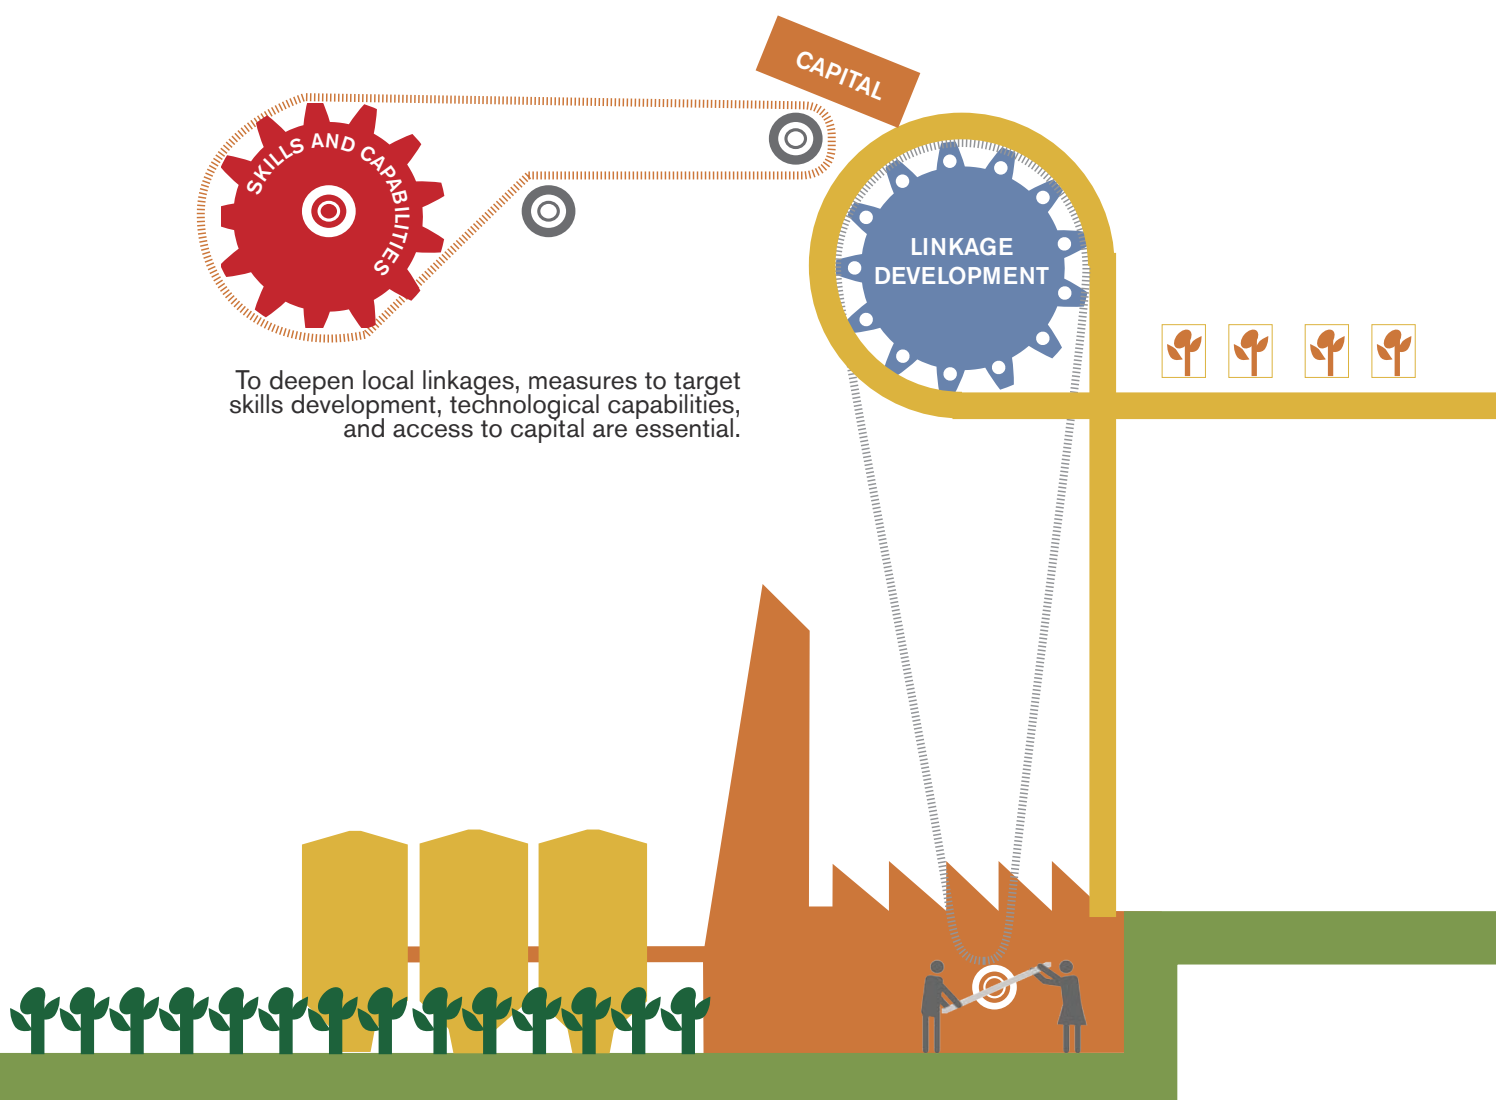 CAPITAL
SKILLS AND CAPABILITIES
LINKAGE
DEVELOPMENT
To deepen local linkages, measures to target
skills development, technological capabilities,
and access to capital are essential.